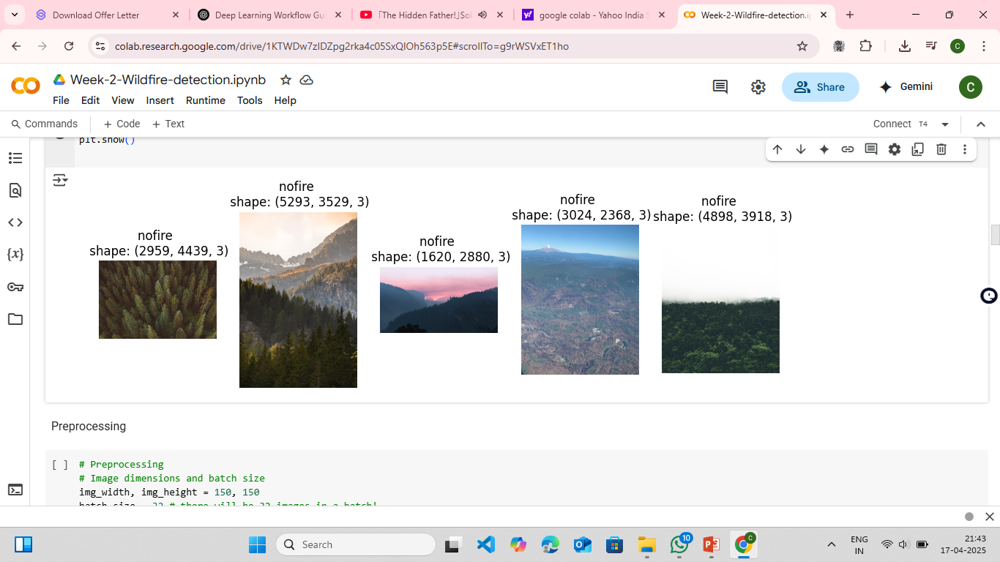 Download Offer Letter
Deep Learning Workflow Gu
「The Hidden Father!」Sol
google colab - Yahoo India S
Week-2-Wildfire-detection.i
colab.research.google.com/drive/1KTWDw7zlDZpg2rka4c05SxQlOh563p5E#scrollTo=g9rWSVxET1ho
C
Week-2-Wildfire-detection.ipynb
File Edit View Insert Runtime Tools Help
Share
Gemini
C
Commands
+ Code
+ Text
Connect T4
plt.show()
nofire
shape: (2959, 4439, 3)
nofire
shape: (5293, 3529, 3)
nofire
shape: (1620, 2880, 3)
nofire
shape: (3024, 2368, 3)
nofire
shape: (4898, 3918, 3)
Preprocessing
[ ] # Preprocessing
# Image dimensions and batch size
img_width, img_height = 150, 150
batch_size = 32 # there will be 32 images in a batch!
Search
10
C
ENG
IN
21:43
17-04-2025